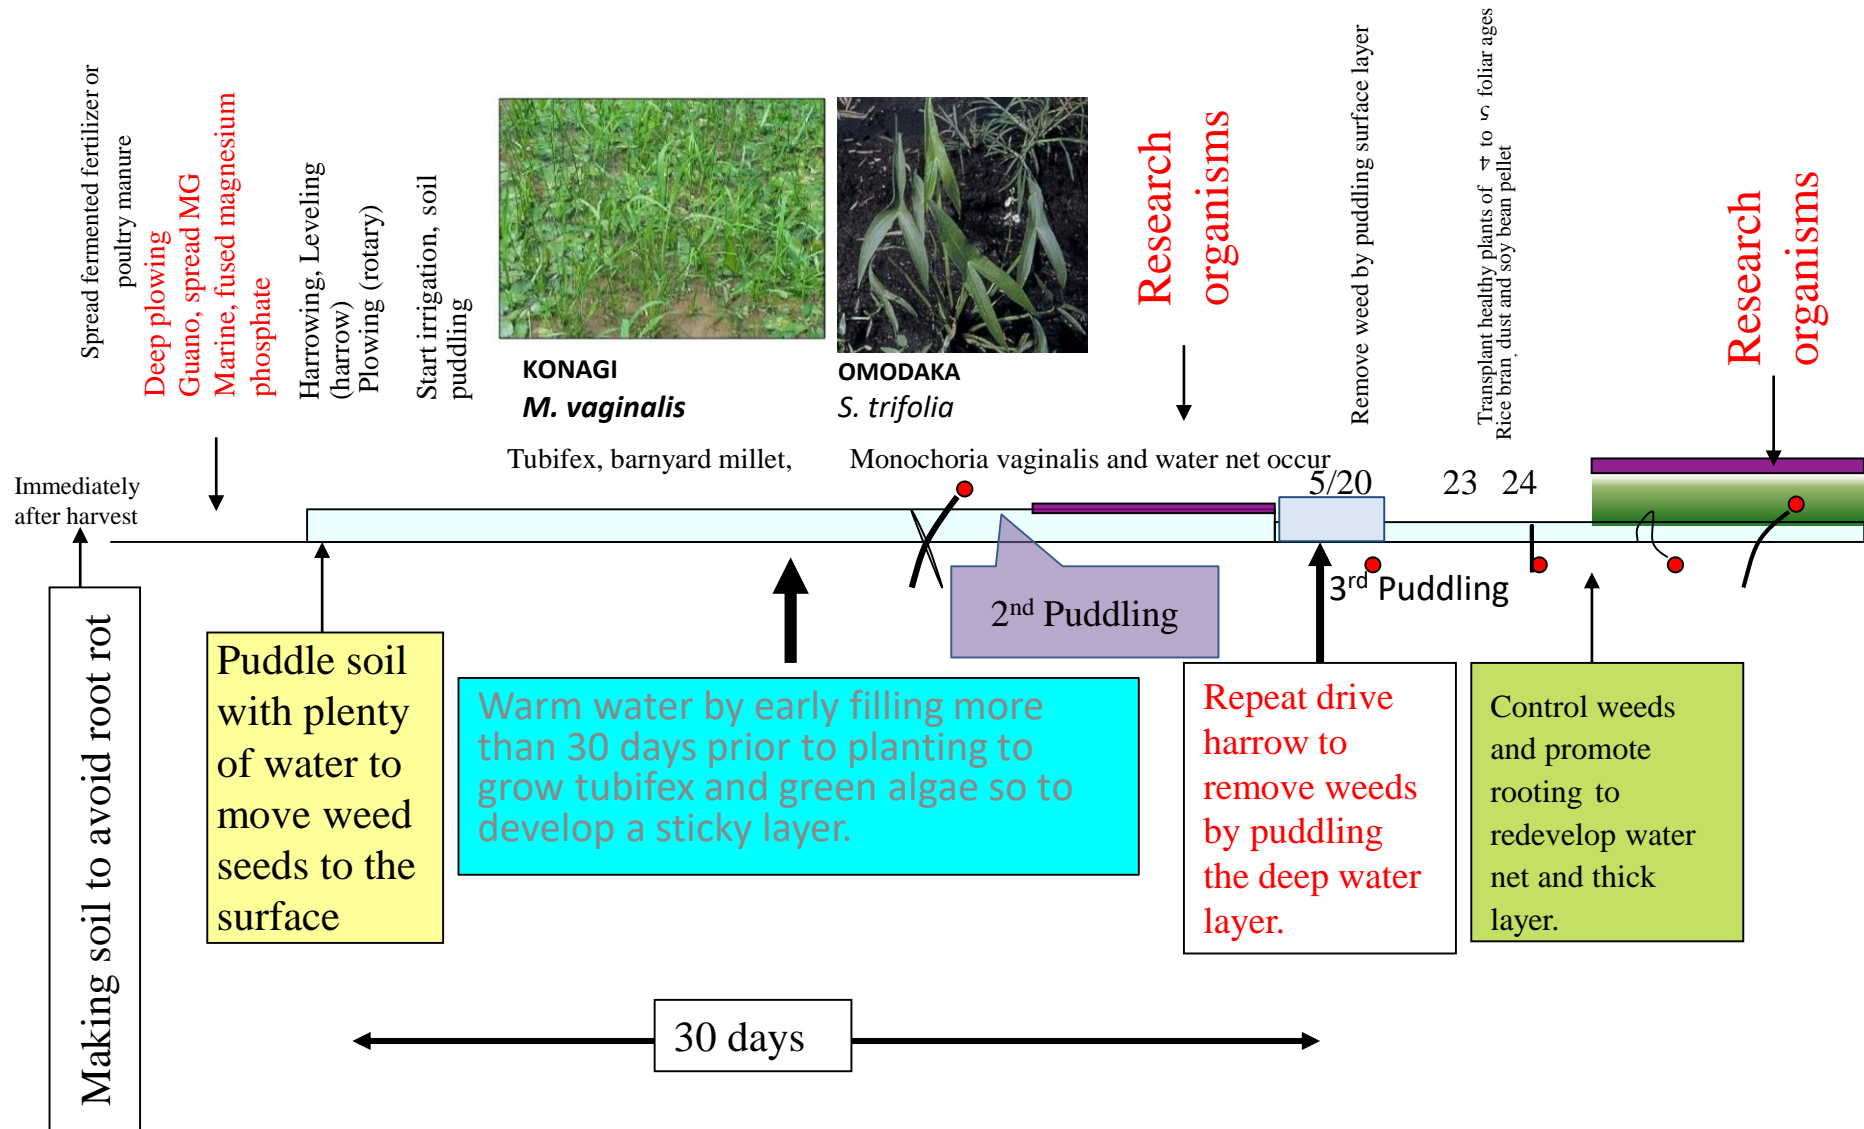 Spread fermented fertilizer or
poultry manure
Deep plowing
Guano, spread MG
Marine, fused magnesium
phosphate
Harrowing, Leveling
(harrow)
Plowing (rotary)
Start irrigation, soil
puddling
KONAGI
M. vaginalis
OMODAKA
S. trifolia
Research
organisms
Remove weed by puddling surface layer
Transplant healthy plants of 4 to 5 foliar ages
Rice bran, dust and soy bean pellet
Research
organisms
Tubifex, barnyard millet,
Monochoria vaginalis and water net occur
5/20
23
24
Immediately
after harvest
2nd Puddling
3rd Puddling
Making soil to avoid root rot
Puddle soil
with plenty
of water to
move weed
seeds to the
surface
Warm water by early filling more
than 30 days prior to planting to
grow tubifex and green algae so to
develop a sticky layer.
Repeat drive
harrow to
remove weeds
by puddling
the deep water
layer.
Control weeds
and promote
rooting to
redevelop water
net and thick
layer.
30 days